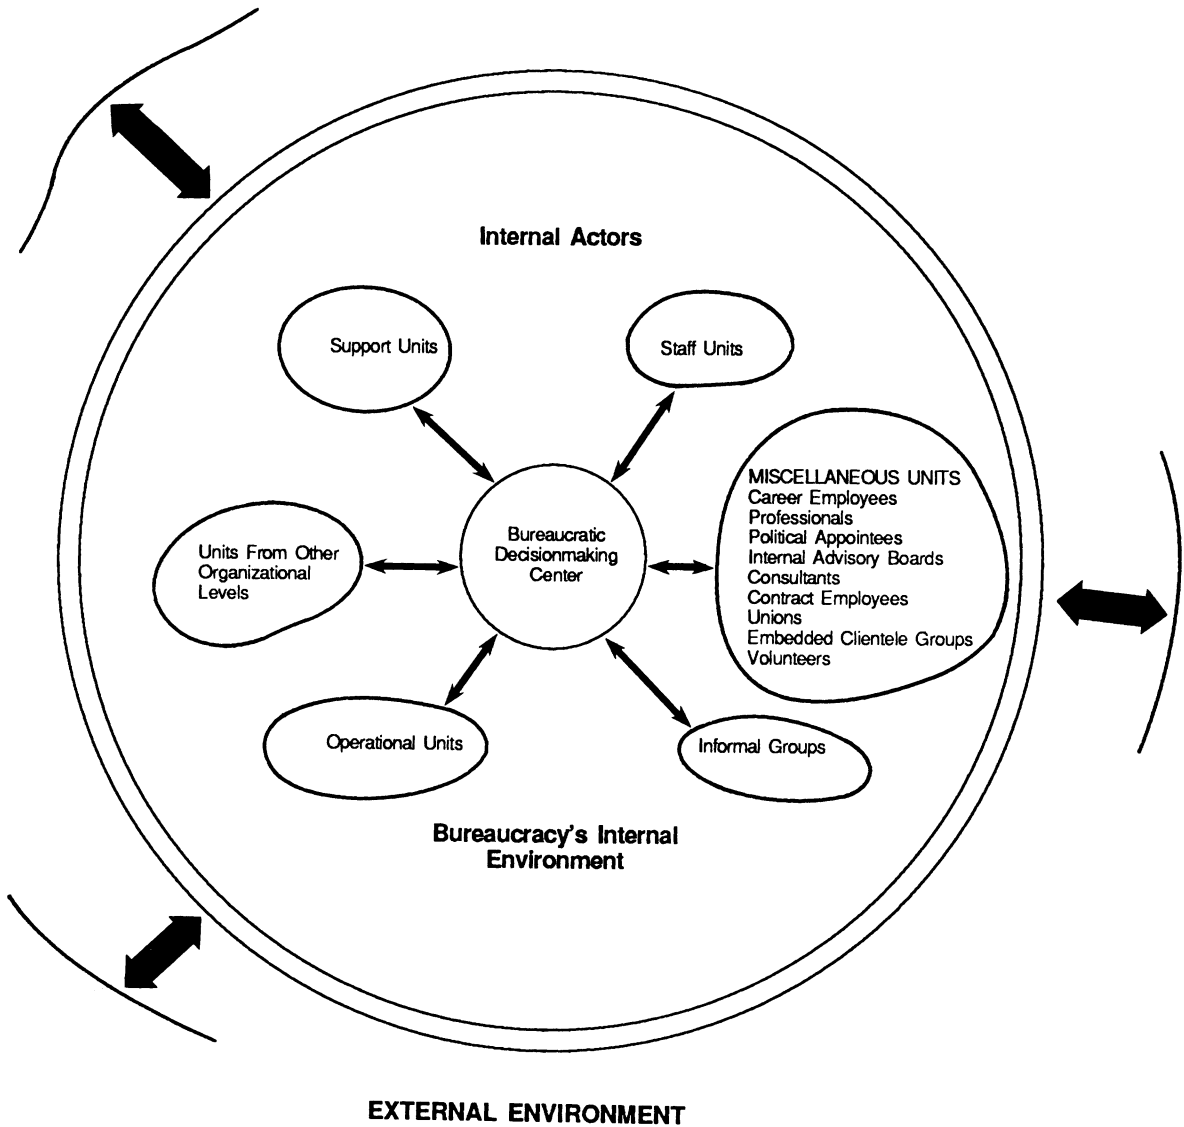 Internal Actors
Support Units
Staff Units
Bureaucratic
Decisionmaking
Center
Units From Other
Organizational
Levels
MISCELLANEOUS UNITS
Career Employees
Professionals
Political Appointees
Internal Advisory Boards
Consultants
Contract Employees
Unions
Embedded Clientele Groups
Volunteers
Operational Units
Informal Groups
Bureaucracy's Internal
Environment
EXTERNAL ENVIRONMENT